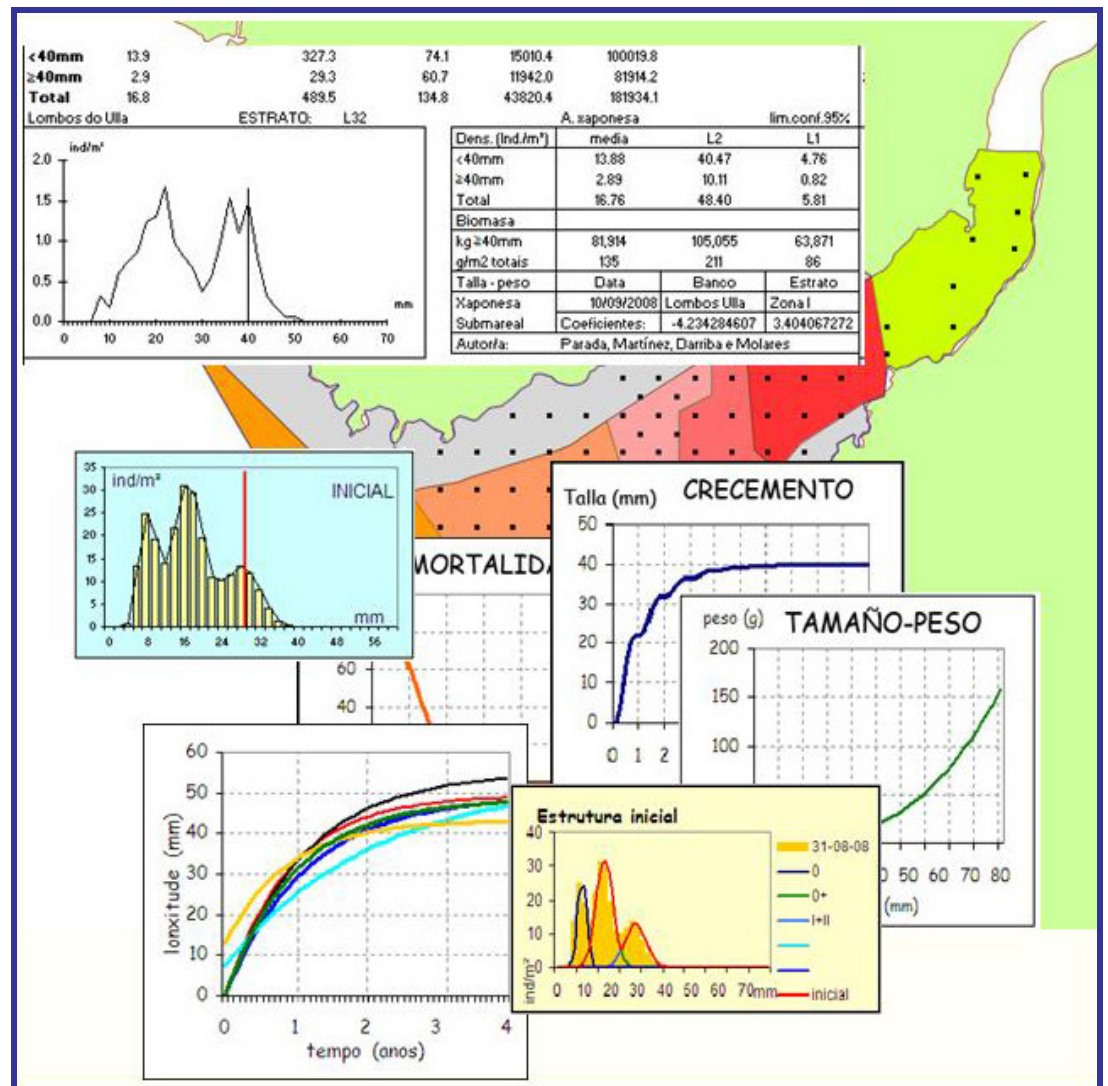 <40mm 13.9 327.3 74.1 15010.4 100019.8
≥40mm 2.9 29.3 60.7 11942.0 81914.2
Total 16.8 489.5 134.8 43820.4 181934.1
Lombos do Ulla ESTRATO: L32 A. xaponesa lim.conf.95%
ind/m²
2.0
1.5
1.0
0.5
0.0
mm
0 10 20 30 40 50 60 70
Dens. (Ind./m²) media L2 L1
<40mm 13.88 40.47 4.76
≥40mm 2.89 10.11 0.82
Total 16.76 48.40 5.81
Biomasa
kg ≥40mm 81,914 105,055 63,871
g/m2 totais 135 211 86
Talla - peso Data Banco Estrato
Xaponesa 10/09/2008 Lombos Ulla Zona I
Submareal Coeficientes: -4.234284607 3.404067272
Autor/a: Parada, Martínez, Darriba e Molares
ind/m²
INICIAL
35
30
25
20
15
10
5
0
mm
0 8 16 24 32 40 48 56
MORTALIDA
60
40
CRECEMENTO
Talla (mm)
50
40
30
20
10
0
0 1 2
TAMAÑO-PESO
peso (g)
200
150
100
50 60 70 80
(mm)
60
50
40
30
20
10
0
lonxitude (mm)
0 1 2 3 4
tempo (anos)
Estrutura inicial
40
30
20
10
0
ind/m²
0 10 20 30 40 50 60 70mm
31-08-08
0
0+
I+II
inicial